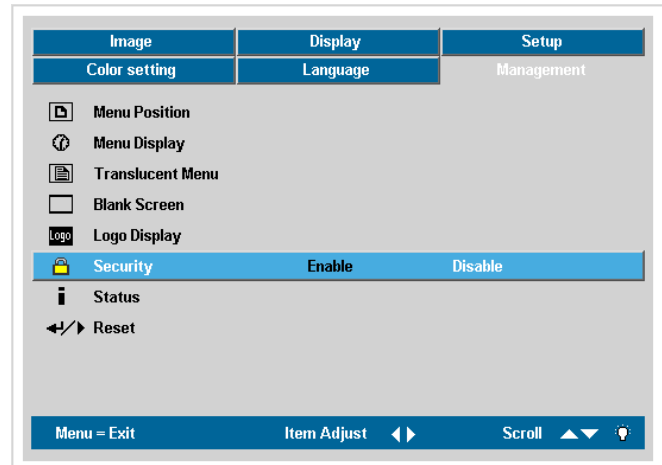 Image Display Setup
Color setting Language Management
Menu Position
Menu Display
Translucent Menu
Blank Screen
Logo Logo Display
Security Enable Disable
Status
Reset
Menu = Exit Item Adjust Scroll